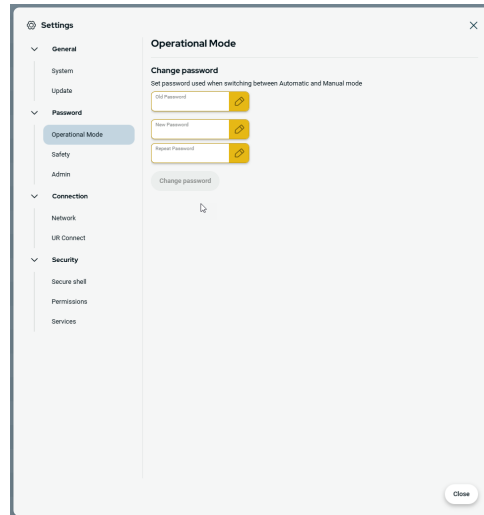 Settings
General
System
Update
Password
Operational Mode
Safety
Admin
Connection
Network
UR Connect
Security
Secure shell
Permissions
Services
Operational Mode
Change password
Set password used when switching between Automatic and Manual mode
Old Password
New Password
Repeat Password
Change password
Close